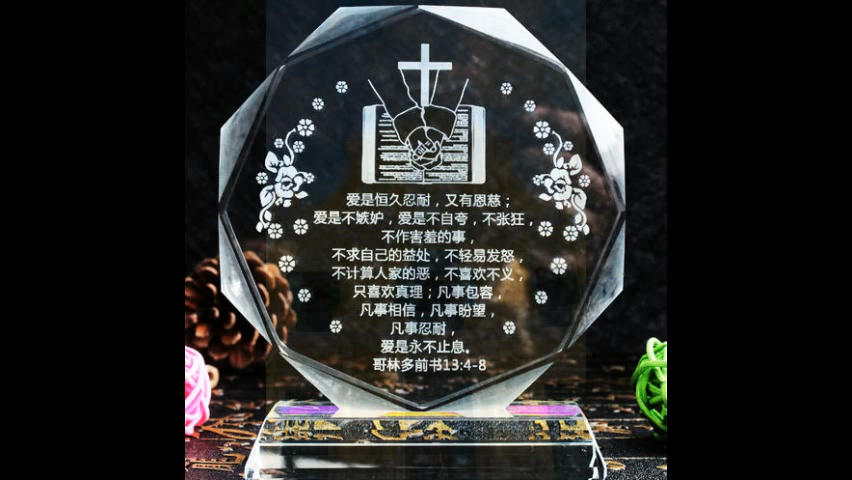 爱是恒久忍耐，又有恩慈；
爱是不嫉妒，爱是不自夸，不张狂，
不作害羞的事，
不求自己的益处，不轻易发怒，
不计算人家的恶，不喜欢不义，
只喜欢真理；凡事包容，
凡事相信，凡事盼望，
凡事忍耐，
爱是永不止息。
哥林多前书13:4-8